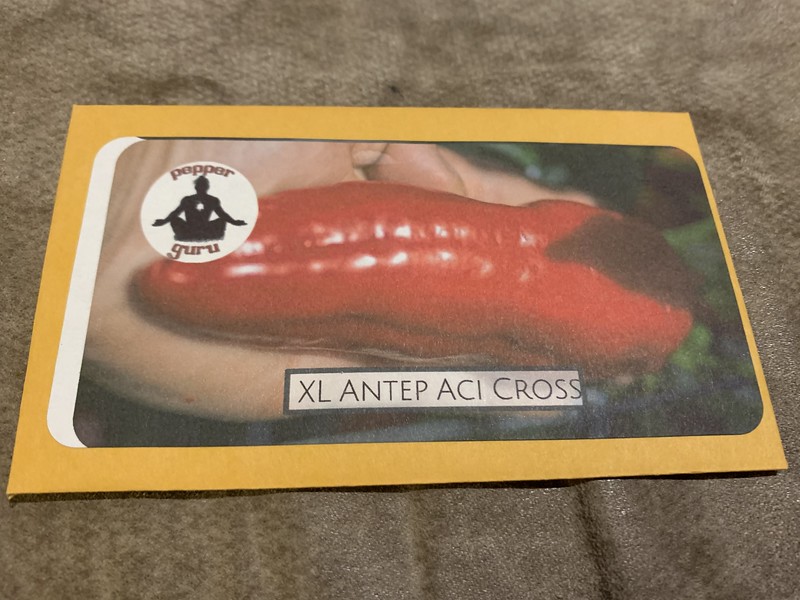 pepper
guru
XL ANTEP ACI CROSS